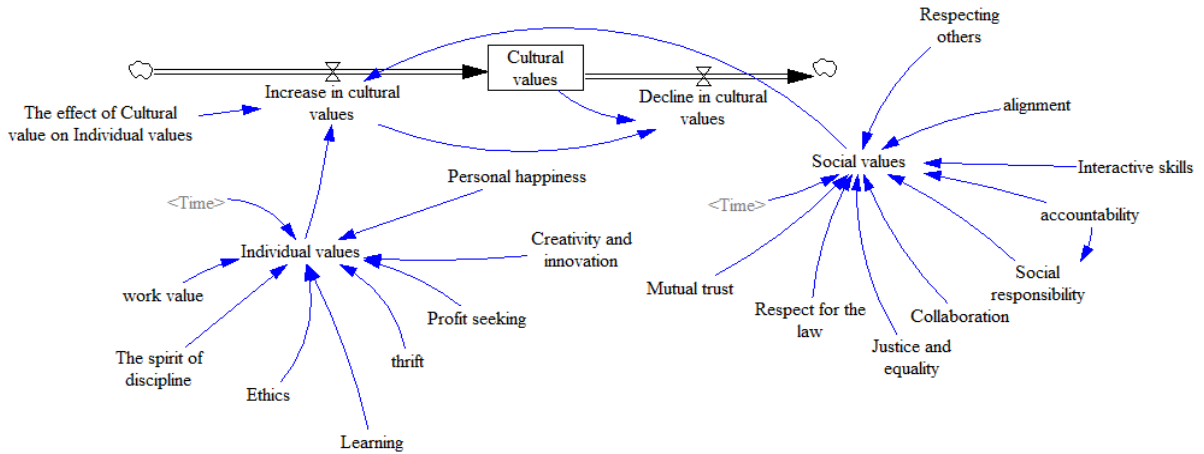 Respecting
others
Cultural
values
Increase in cultural
values
Decline in cultural
values
The effect of Cultural
value on Individual values
alignment
Social values
Interactive skills
Personal happiness
<Time>
<Time>
accountability
Individual values
Creativity and
innovation
Social
responsibility
work value
Mutual trust
Respect for the
law
Collaboration
Profit seeking
Justice and
equality
The spirit of
discipline
thrift
Ethics
Learning